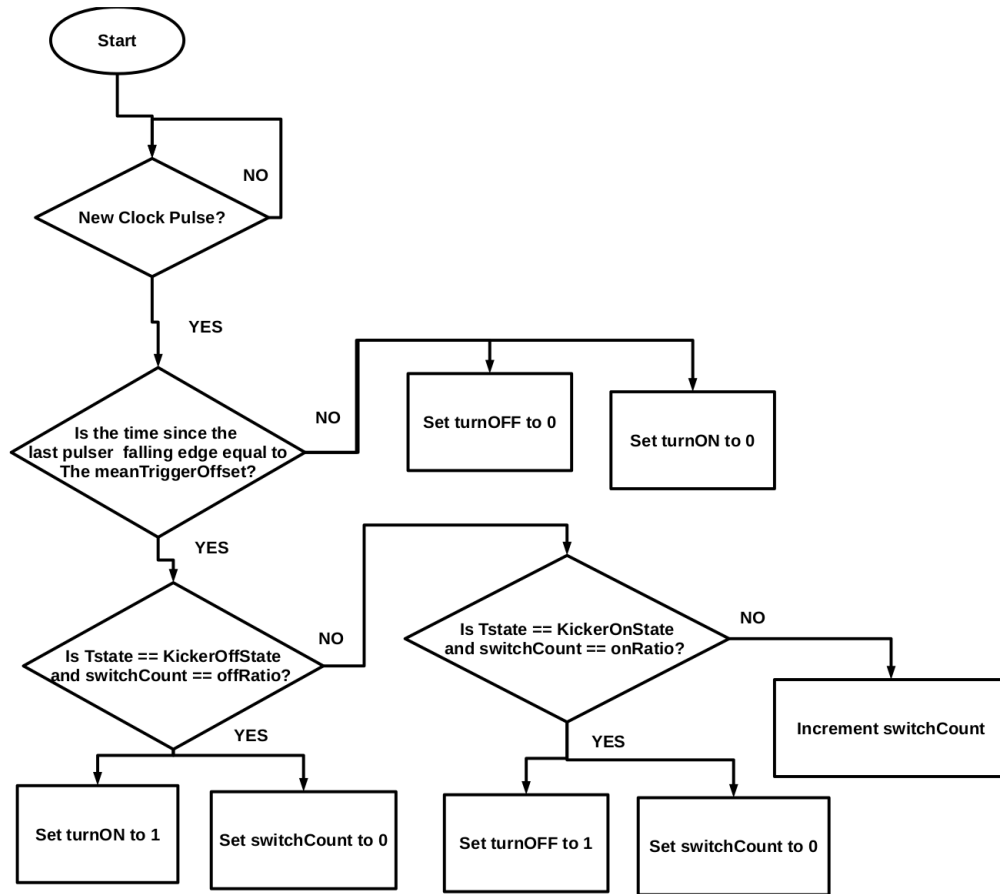 Start
NO
New Clock Pulse?
YES
NO
Is the time since the
last pulser falling edge equal to
The meanTriggerOffset?
Set turnOFF to 0
Set turnON to 0
YES
NO
Is Tstate == KickerOffState
and switchCount == offRatio?
Is Tstate == KickerOnState
and switchCount == onRatio?
NO
Increment switchCount
YES
YES
Set turnON to 1
Set switchCount to 0
Set turnOFF to 1
Set switchCount to 0